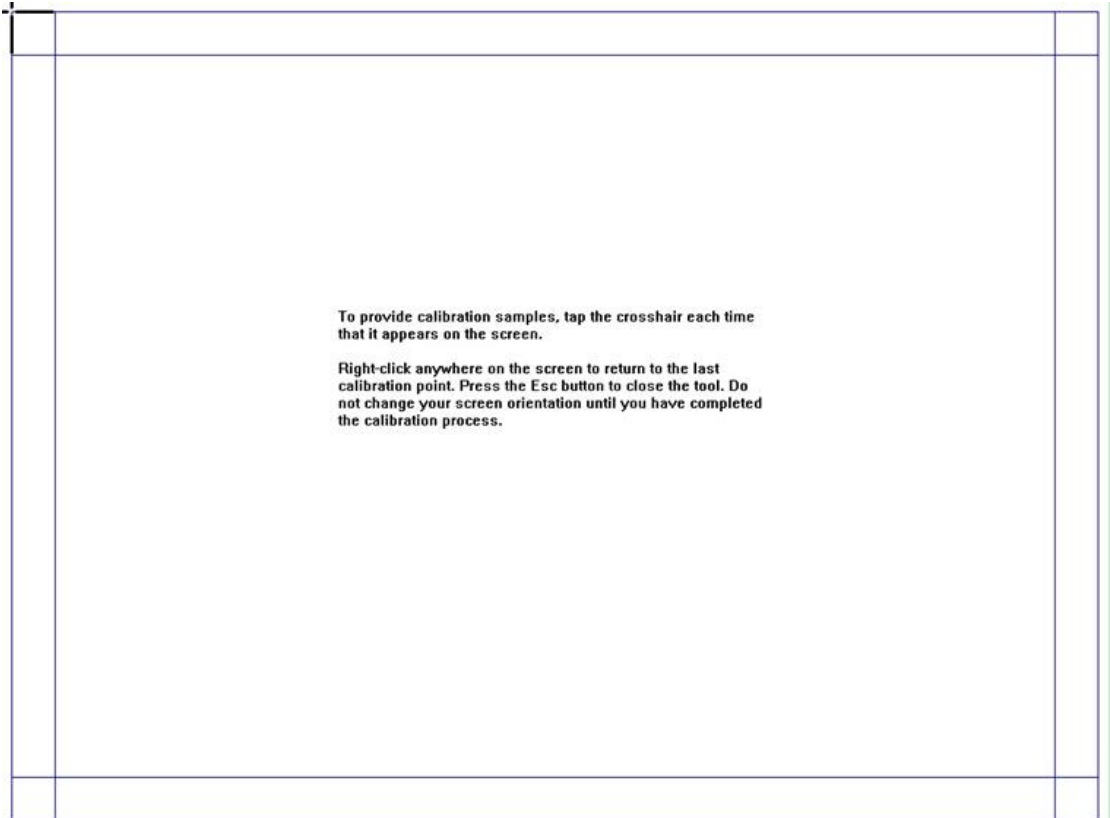 To provide calibration samples, tap the crosshair each time
that it appears on the screen.
Right-click anywhere on the screen to return to the last
calibration point. Press the Esc button to close the tool. Do
not change your screen orientation until you have completed
the calibration process.